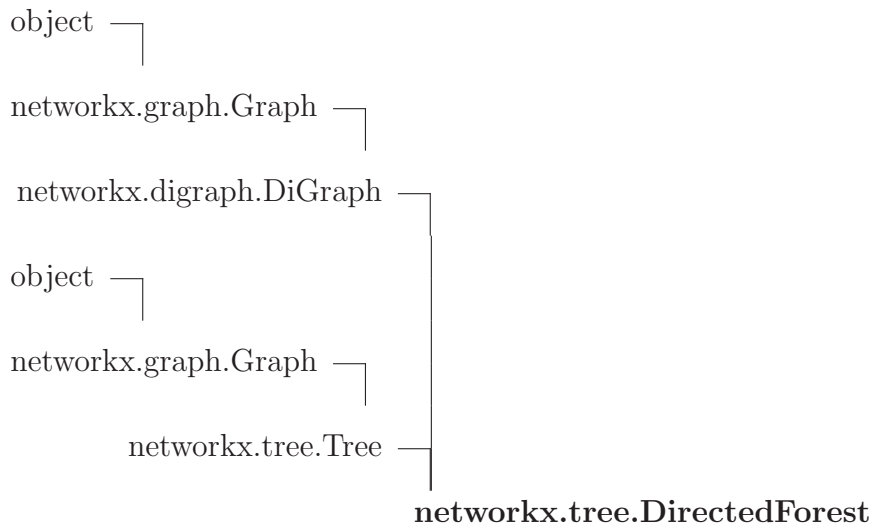 object
networkx.graph.Graph
networkx.digraph.DiGraph
object
networkx.graph.Graph
networkx.tree.Tree
networkx.tree.DirectedForest